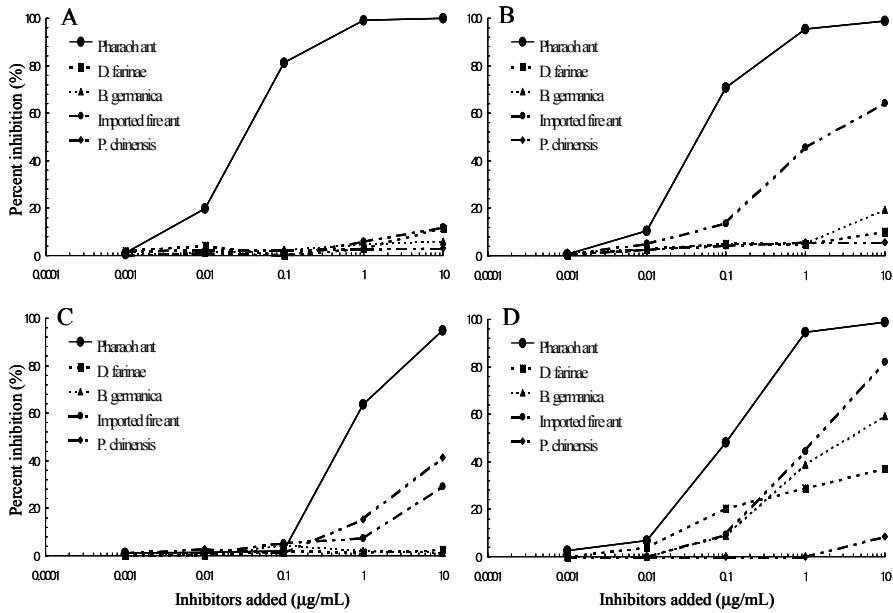 A
Percent inhibition (%)
100
80
60
40
20
0
Pharaoh ant
D. farinae
B. germanica
Imported fire ant
P. chinensis
0.0001
0.001
0.01
0.1
1
10
B
100
80
60
40
20
0
Pharaoh ant
D. farinae
B. germanica
Imported fire ant
P. chinensis
0.0001
0.001
0.01
0.1
1
10
C
Percent inhibition (%)
100
80
60
40
20
0
Pharaoh ant
D. farinae
B. germanica
Imported fire ant
P. chinensis
0.0001
0.001
0.01
0.1
1
10
Inhibitors added (µg/mL)
D
100
80
60
40
20
0
Pharaoh ant
D. farinae
B. germanica
Imported fire ant
P. chinensis
0.0001
0.001
0.01
0.1
1
10
Inhibitors added (µg/mL)